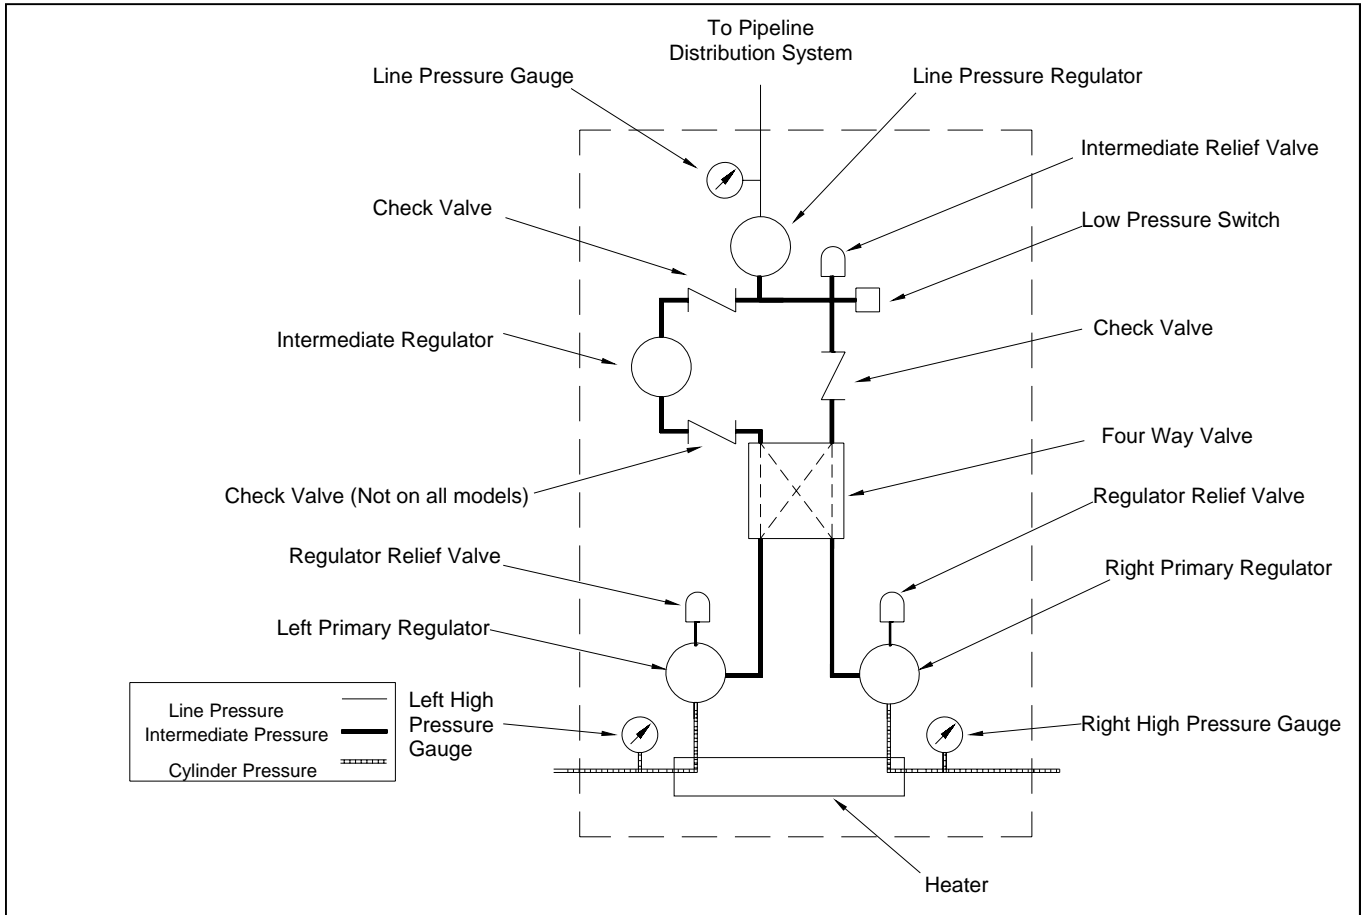 To Pipeline
Distribution System
Line Pressure Gauge
Line Pressure Regulator
Intermediate Relief Valve
Check Valve
Low Pressure Switch
Intermediate Regulator
Check Valve
Four Way Valve
Check Valve (Not on all models)
Regulator Relief Valve
Regulator Relief Valve
Right Primary Regulator
Left Primary Regulator
Line Pressure
Intermediate Pressure
Cylinder Pressure
Left High
Pressure
Gauge
Right High Pressure Gauge
Heater